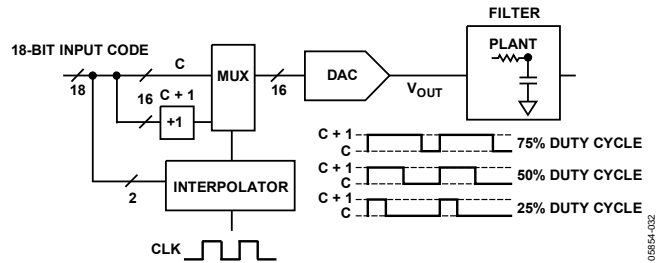 FILTER
18-BIT INPUT CODE
PLANT
C
MUX
DAC
18
16
VOUT
16
C + 1
+1
C + 1
C
75% DUTY CYCLE
C + 1
C
50% DUTY CYCLE
C + 1
C
25% DUTY CYCLE
INTERPOLATOR
2
CLK
05854-032